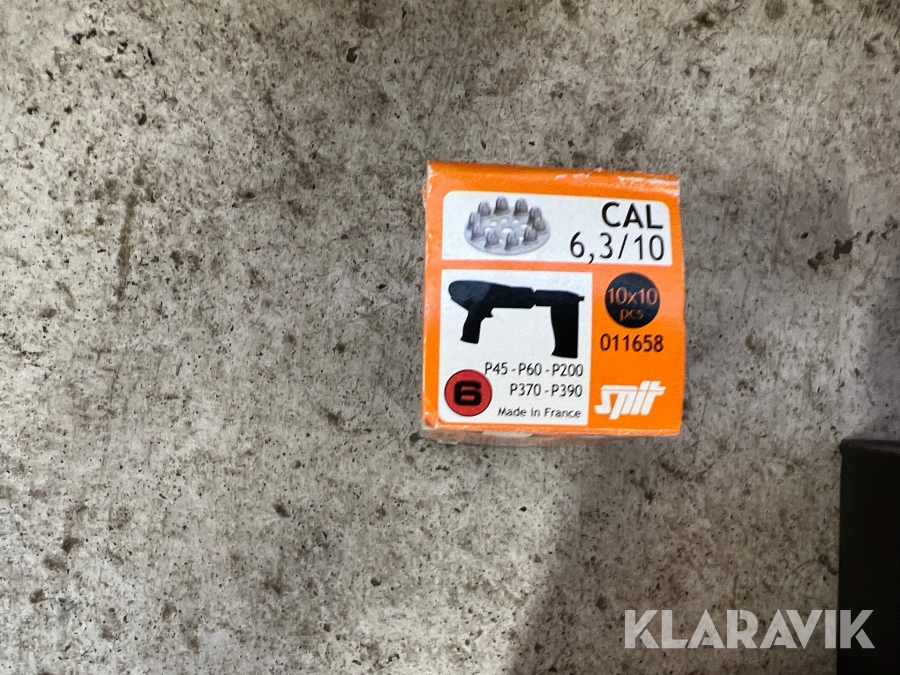 CAL
6,3/10
10x10
pcs
011658
P45 - P60 - P200
P370 - P390
6
Made in France
Spit
KLARAVIK